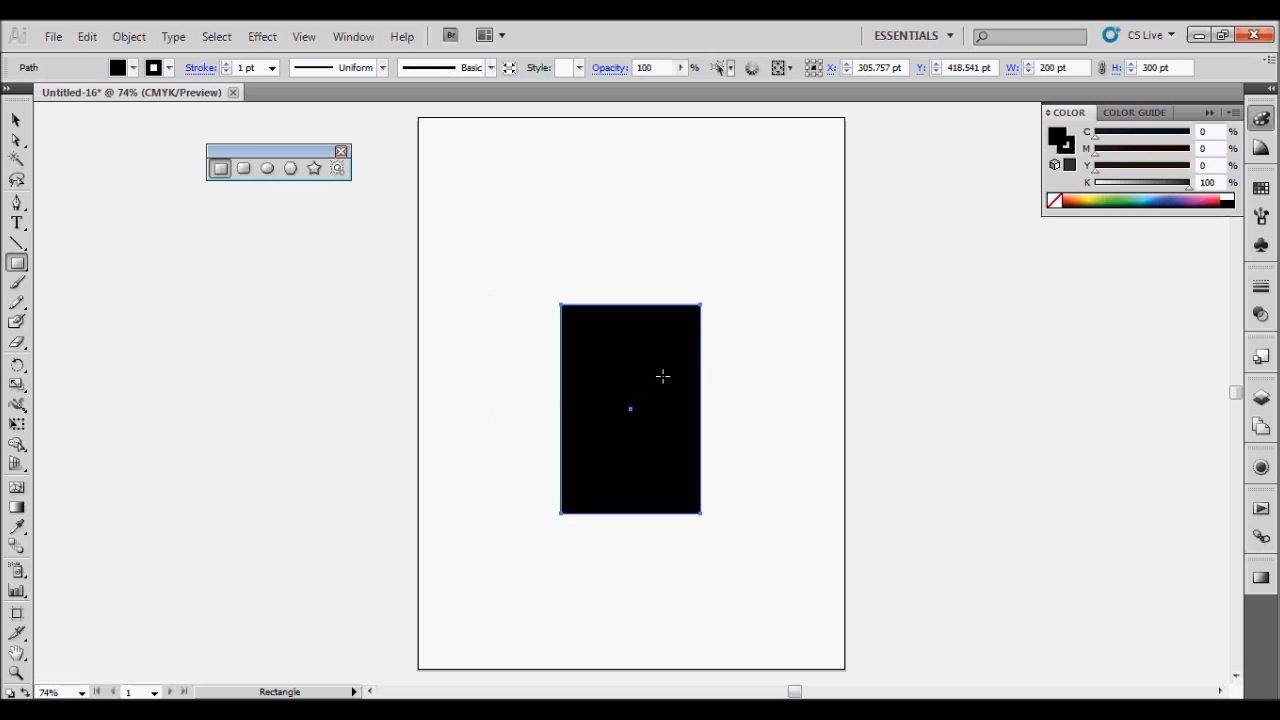 Ai File Edit Object Type Select Effect View Window Help Br ESSENTIALS CS Live
Path Stroke: 1 pt Uniform Basic Style: Opacity: 100 % X: 305.757 pt Y: 418.541 pt W: 200 pt H: 300 pt
Untitled-16* @ 74% (CMYK/Preview)
COLOR COLOR GUIDE
C 0 %
M 0 %
Y 0 %
K 100 %
T
74% 1 Rectangle